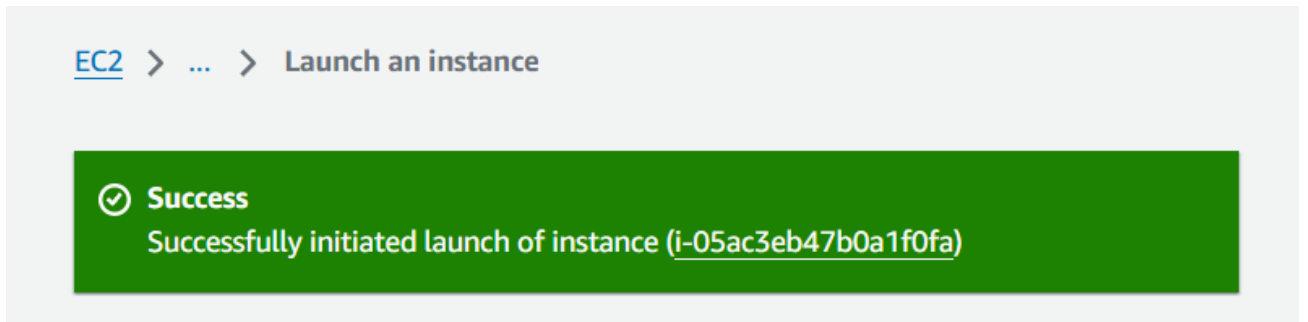 EC2 > ... > Launch an instance
Success
Successfully initiated launch of instance (i-05ac3eb47b0a1f0fa)